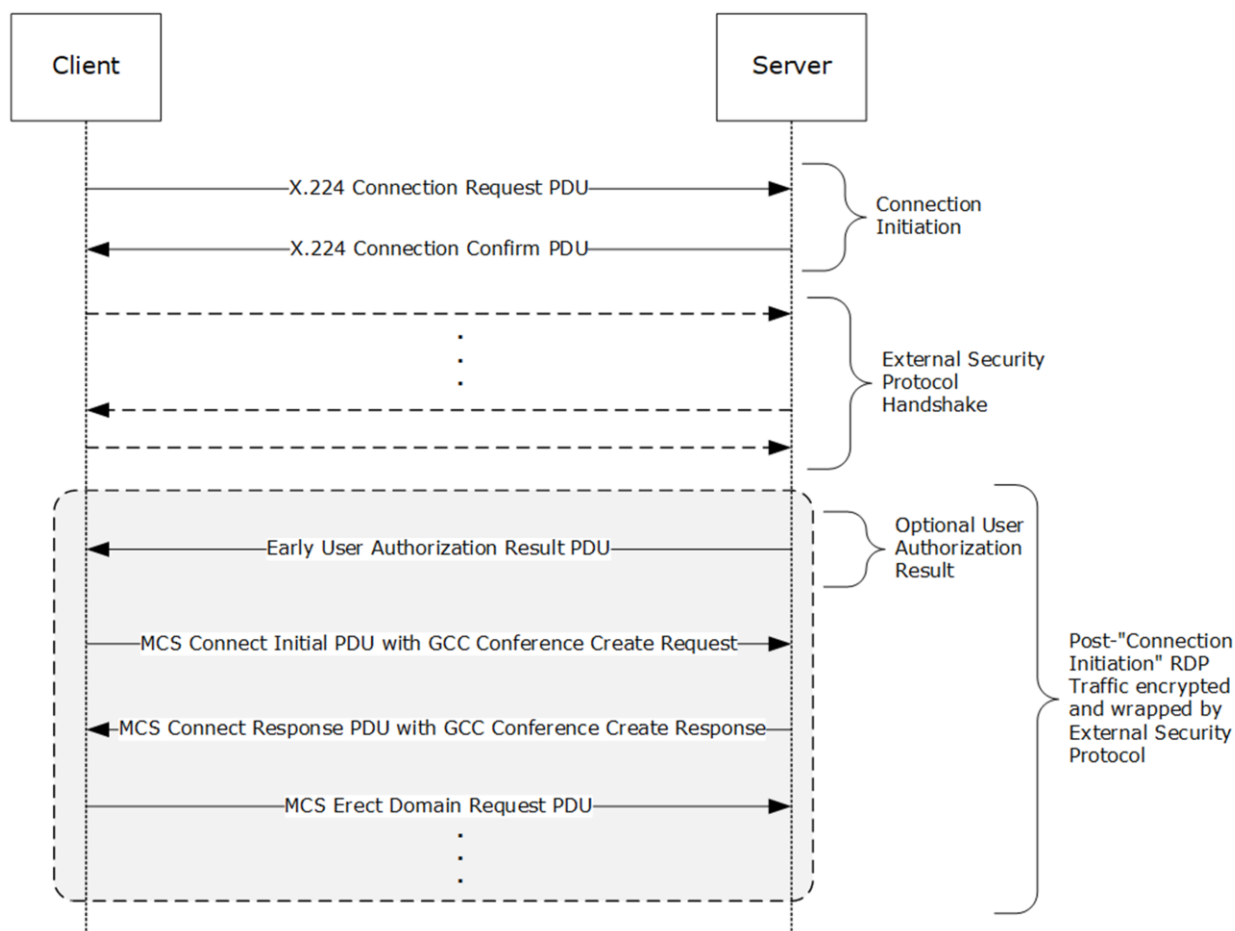 Client
Server
X.224 Connection Request PDU
Connection
Initiation
X.224 Connection Confirm PDU
External Security
Protocol
Handshake
Optional User
Authorization
Result
Early User Authorization Result PDU
MCS Connect Initial PDU with GCC Conference Create Request
Post-"Connection
Initiation" RDP
Traffic encrypted
and wrapped by
External Security
Protocol
MCS Connect Response PDU with GCC Conference Create Response
MCS Erect Domain Request PDU